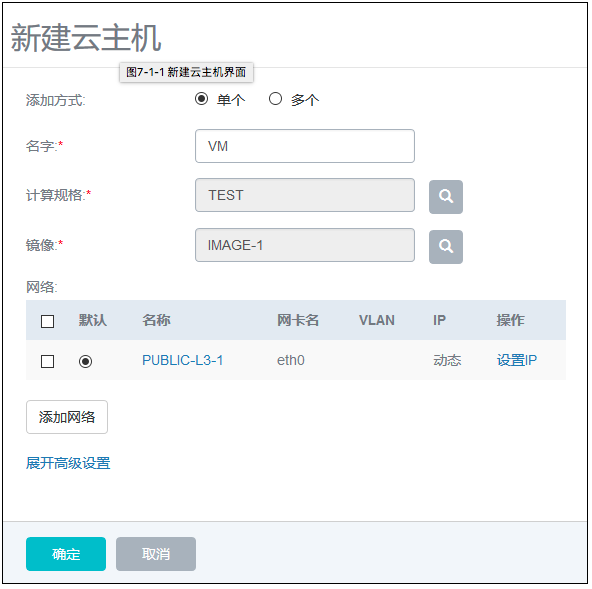 新建云主机
图7-1-1 新建云主机界面
添加方式: 单个 多个
名字:* VM
计算规格:* TEST
镜像:* IMAGE-1
网络:
默认 名称 网卡名 VLAN IP 操作
PUBLIC-L3-1 eth0 动态 设置IP
添加网络
展开高级设置
确定 取消